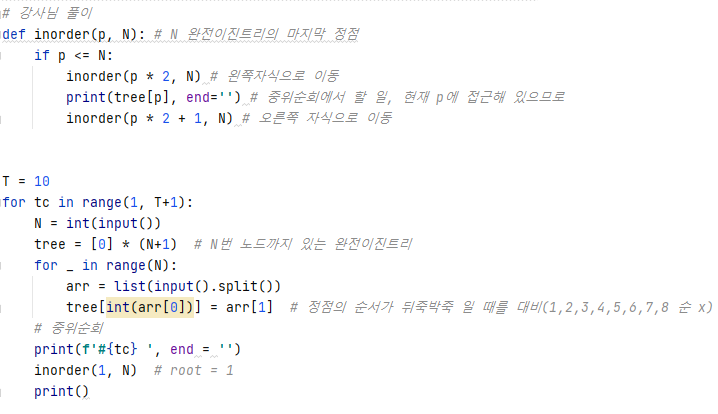 # 강사님 풀이
def inorder(p, N): # N 완전이진트리의 마지막 정점
    if p <= N:
        inorder(p * 2, N) # 왼쪽자식으로 이동
        print(tree[p], end='') # 중위순회에서 할 일, 현재 p에 접근해 있으므로
        inorder(p * 2 + 1, N) # 오른쪽 자식으로 이동
T = 10
for tc in range(1, T+1):
    N = int(input())
    tree = [0] * (N+1)  # N번 노드까지 있는 완전이진트리
    for _ in range(N):
        arr = list(input().split())
        tree[int(arr[0])] = arr[1]  # 정점의 순서가 뒤죽박죽 일 때를 대비(1,2,3,4,5,6,7,8 순 x)
    # 중위순회
    print(f'#{tc} ', end = '')
    inorder(1, N)  # root = 1
    print()